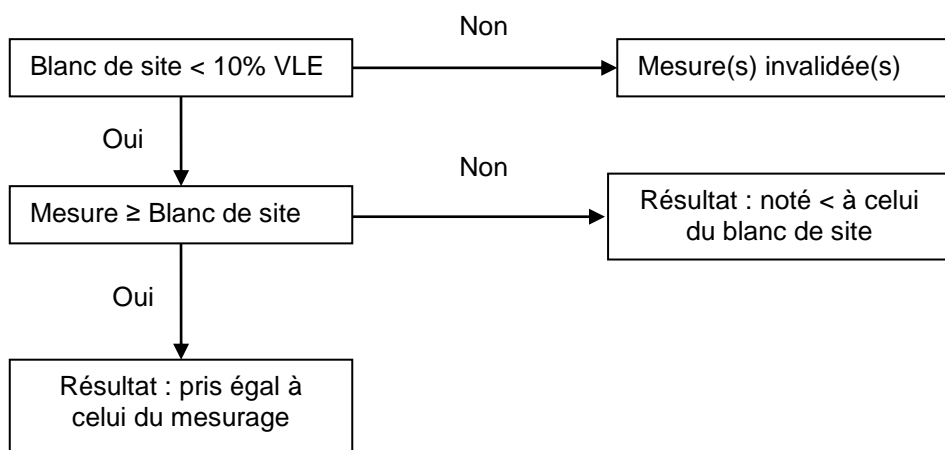 Non
Blanc de site < 10% VLE
Mesure(s) invalidée(s)
Oui
Non
Mesure ≥ Blanc de site
Résultat : noté < à celui
du blanc de site
Oui
Résultat : pris égal à
celui du mesurage